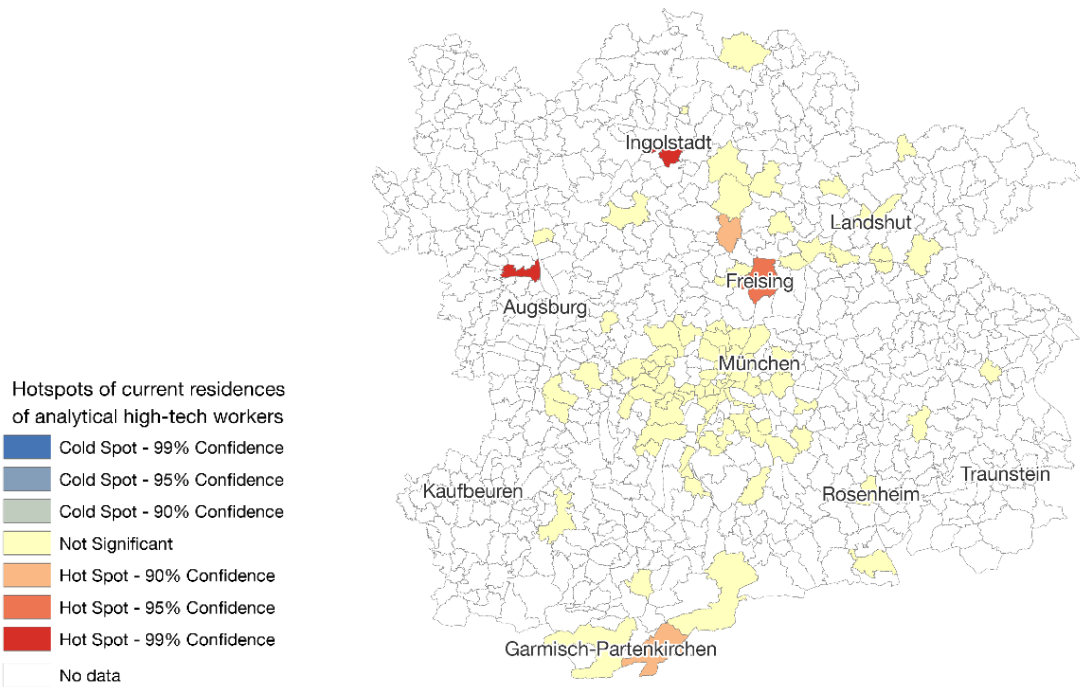 Ingolstadt
Landshut
Freising
Augsburg
München
Hotspots of current residences
of analytical high-tech workers
Cold Spot - 99% Confidence
Cold Spot - 95% Confidence
Cold Spot - 90% Confidence
Not Significant
Hot Spot - 90% Confidence
Hot Spot - 95% Confidence
Hot Spot - 99% Confidence
No data
Kaufbeuren
Rosenheim
Traunstein
Garmisch-Partenkirchen